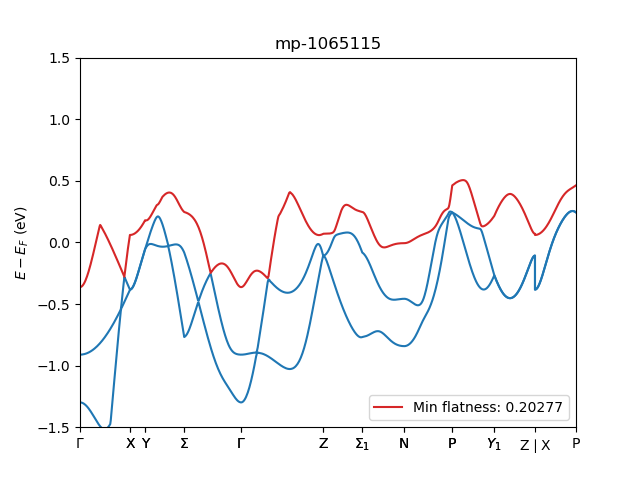 mp-1065115
1.5
1.0
0.5
0.0
−0.5
−1.0
−1.5
E − E_F (eV)
Min flatness: 0.20277
Γ X Y Σ Γ Z Σ₁ N P Y₁ Z | X P